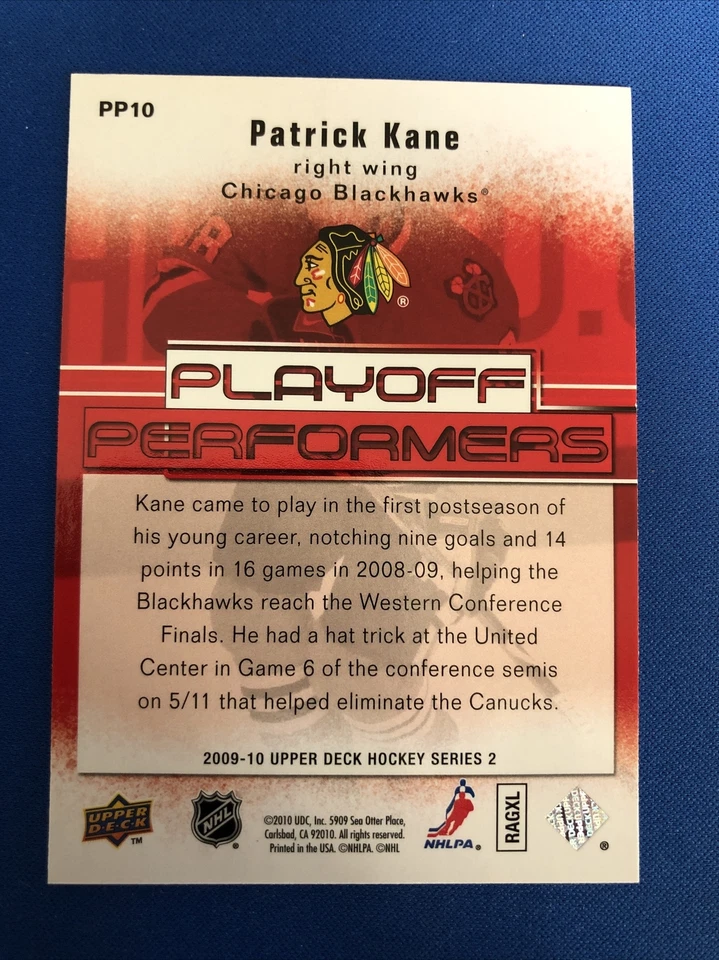 PP10
Patrick Kane
right wing
Chicago Blackhawks®
®
PLAYOFF
PERFORMERS
Kane came to play in the first postseason of
his young career, notching nine goals and 14
points in 16 games in 2008-09, helping the
Blackhawks reach the Western Conference
Finals. He had a hat trick at the United
Center in Game 6 of the conference semis
on 5/11 that helped eliminate the Canucks.
2009-10 UPPER DECK HOCKEY SERIES 2
UPPER
D·E·C·K
TM
NHL
®
©2010 UDC, Inc. 5909 Sea Otter Place,
Carlsbad, CA 92010. All rights reserved.
Printed in the USA. ©NHLPA. ©NHL
NHLPA®
RAGXL
®